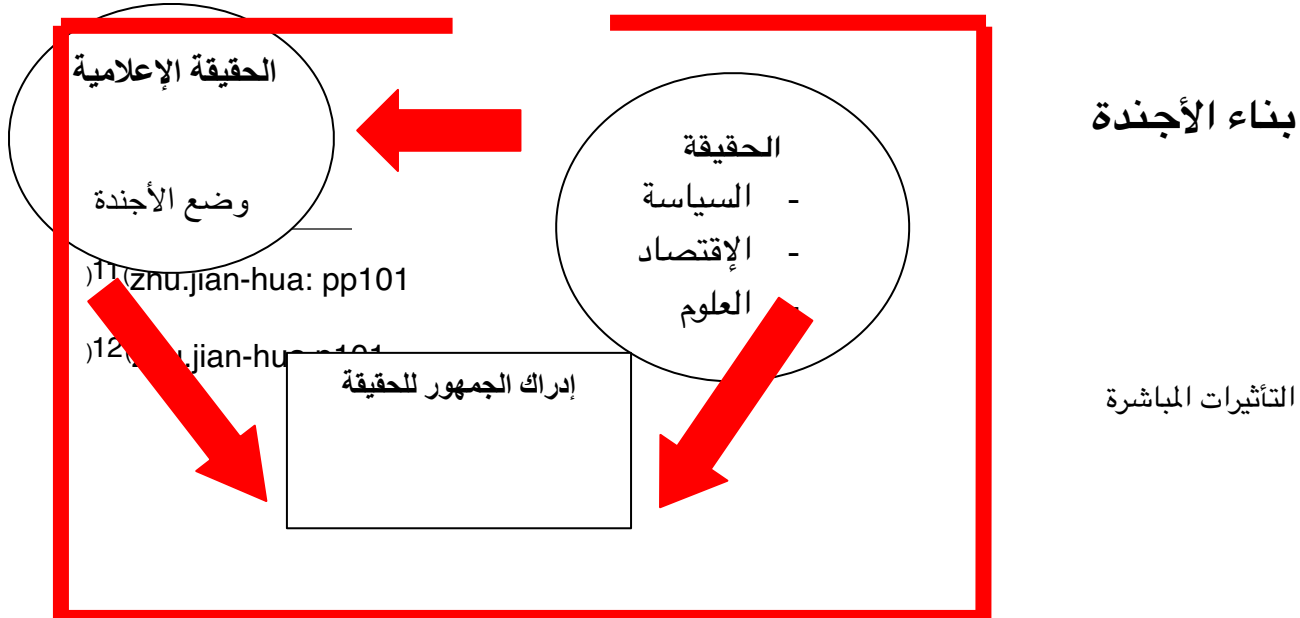 الحقيقة الإعلامية
بناء الأجندة
الحقيقة
- السياسة
وضع الأجندة
- الإقتصاد
)11(zhu.jian-hua: pp101
- العلوم
)12( .jian-hu
إدراك الجمهور للحقيقة
التأثيرات المباشرة